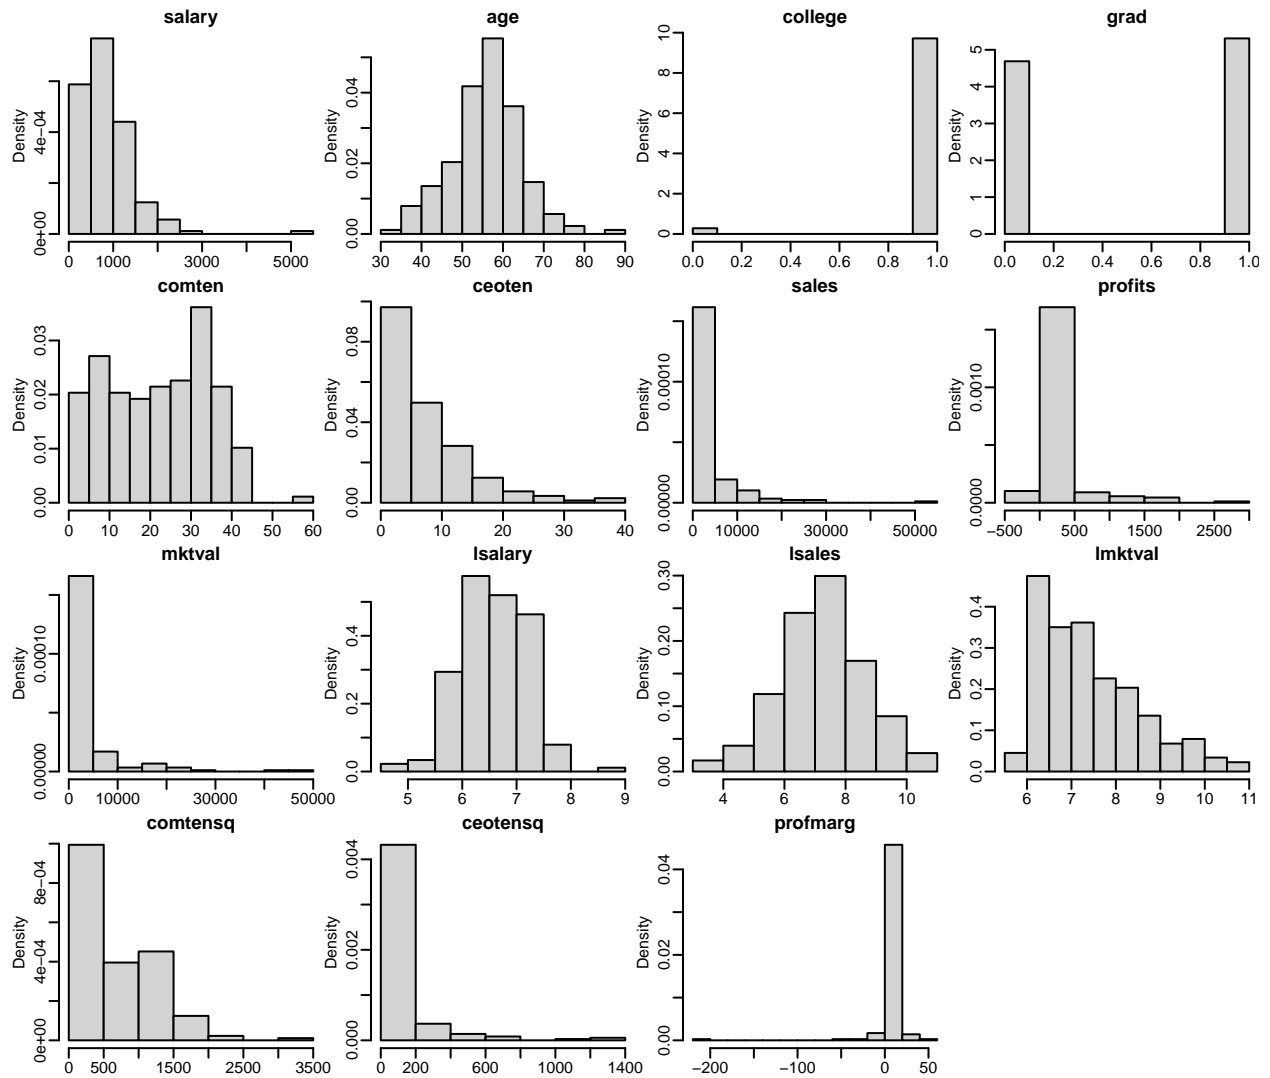 salary
Density
0e+00 4e−04
0 1000 3000 5000
age
Density
0.00 0.02 0.04
30 40 50 60 70 80 90
college
Density
0 2 4 6 8 10
0.0 0.2 0.4 0.6 0.8 1.0
grad
Density
0 1 2 3 4 5
0.0 0.2 0.4 0.6 0.8 1.0
comten
Density
0.00 0.01 0.02 0.03
0 10 20 30 40 50 60
ceoten
Density
0.00 0.04 0.08
0 10 20 30 40
sales
Density
0.00000 0.00010
0 10000 30000 50000
profits
Density
0.0000 0.0010
−500 500 1500 2500
mktval
Density
0.00000 0.00010
0 10000 30000 50000
lsalary
Density
0.0 0.2 0.4
5 6 7 8 9
lsales
Density
0.00 0.10 0.20 0.30
4 6 8 10
lmktval
Density
0.0 0.1 0.2 0.3 0.4
6 7 8 9 10 11
comtensq
Density
0e+00 4e−04 8e−04
0 500 1500 2500 3500
ceotensq
Density
0.000 0.002 0.004
0 200 600 1000 1400
profmarg
Density
0.00 0.02 0.04
−200 −100 0 50